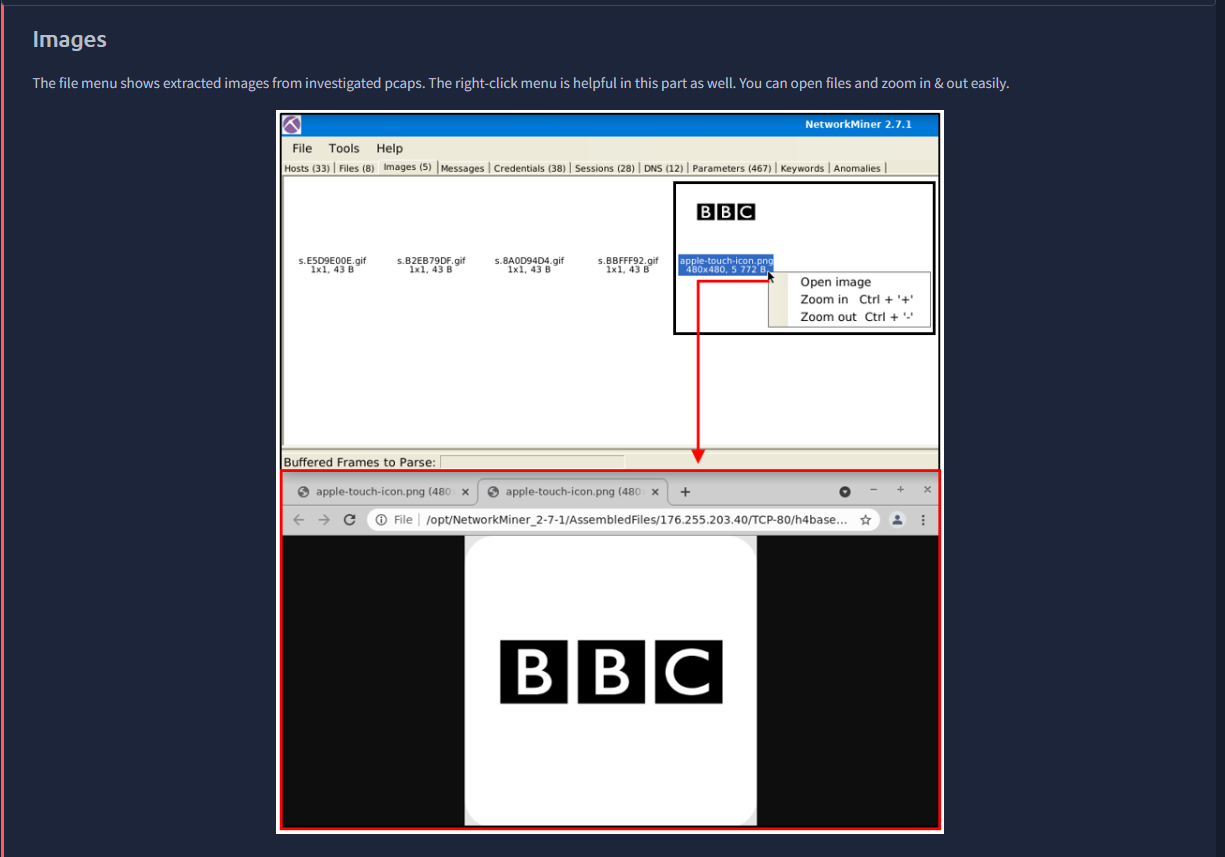 Images
The file menu shows extracted images from investigated pcaps. The right-click menu is helpful in this part as well. You can open files and zoom in & out easily.
NetworkMiner 2.7.1
File Tools Help
Hosts (33) | Files (8) | Images (5) | Messages | Credentials (38) | Sessions (28) | DNS (12) | Parameters (467) | Keywords | Anomalies |
BBC
s.E5D9E00E.gif s.B2EB79DF.gif s.8A0D94D4.gif s.BBFFF92.gif apple-touch-icon.png
1x1, 43 B 1x1, 43 B 1x1, 43 B 1x1, 43 B 480x480, 5 772 B
Open image
Zoom in Ctrl + '+'
Zoom out Ctrl + '-'
Buffered Frames to Parse:
apple-touch-icon.png (480 apple-touch-icon.png (480
File /opt/NetworkMiner_2-7-1/AssembledFiles/176.255.203.40/TCP-80/h4base...
BBC